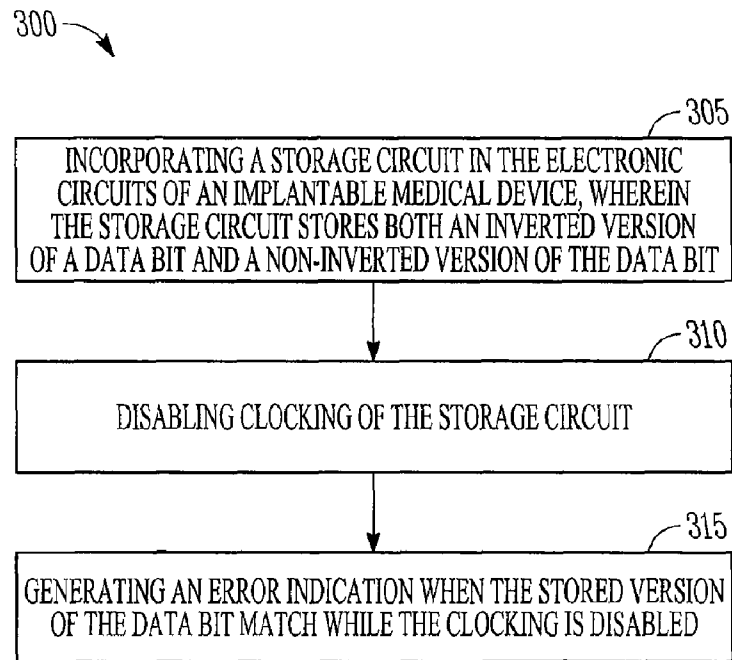 300
305
INCORPORATING A STORAGE CIRCUIT IN THE ELECTRONIC
CIRCUITS OF AN IMPLANTABLE MEDICAL DEVICE, WHEREIN
THE STORAGE CIRCUIT STORES BOTH AN INVERTED VERSION
OF A DATA BIT AND A NON-INVERTED VERSION OF THE DATA BIT
310
DISABLING CLOCKING OF THE STORAGE CIRCUIT
315
GENERATING AN ERROR INDICATION WHEN THE STORED VERSION
OF THE DATA BIT MATCH WHILE THE CLOCKING IS DISABLED